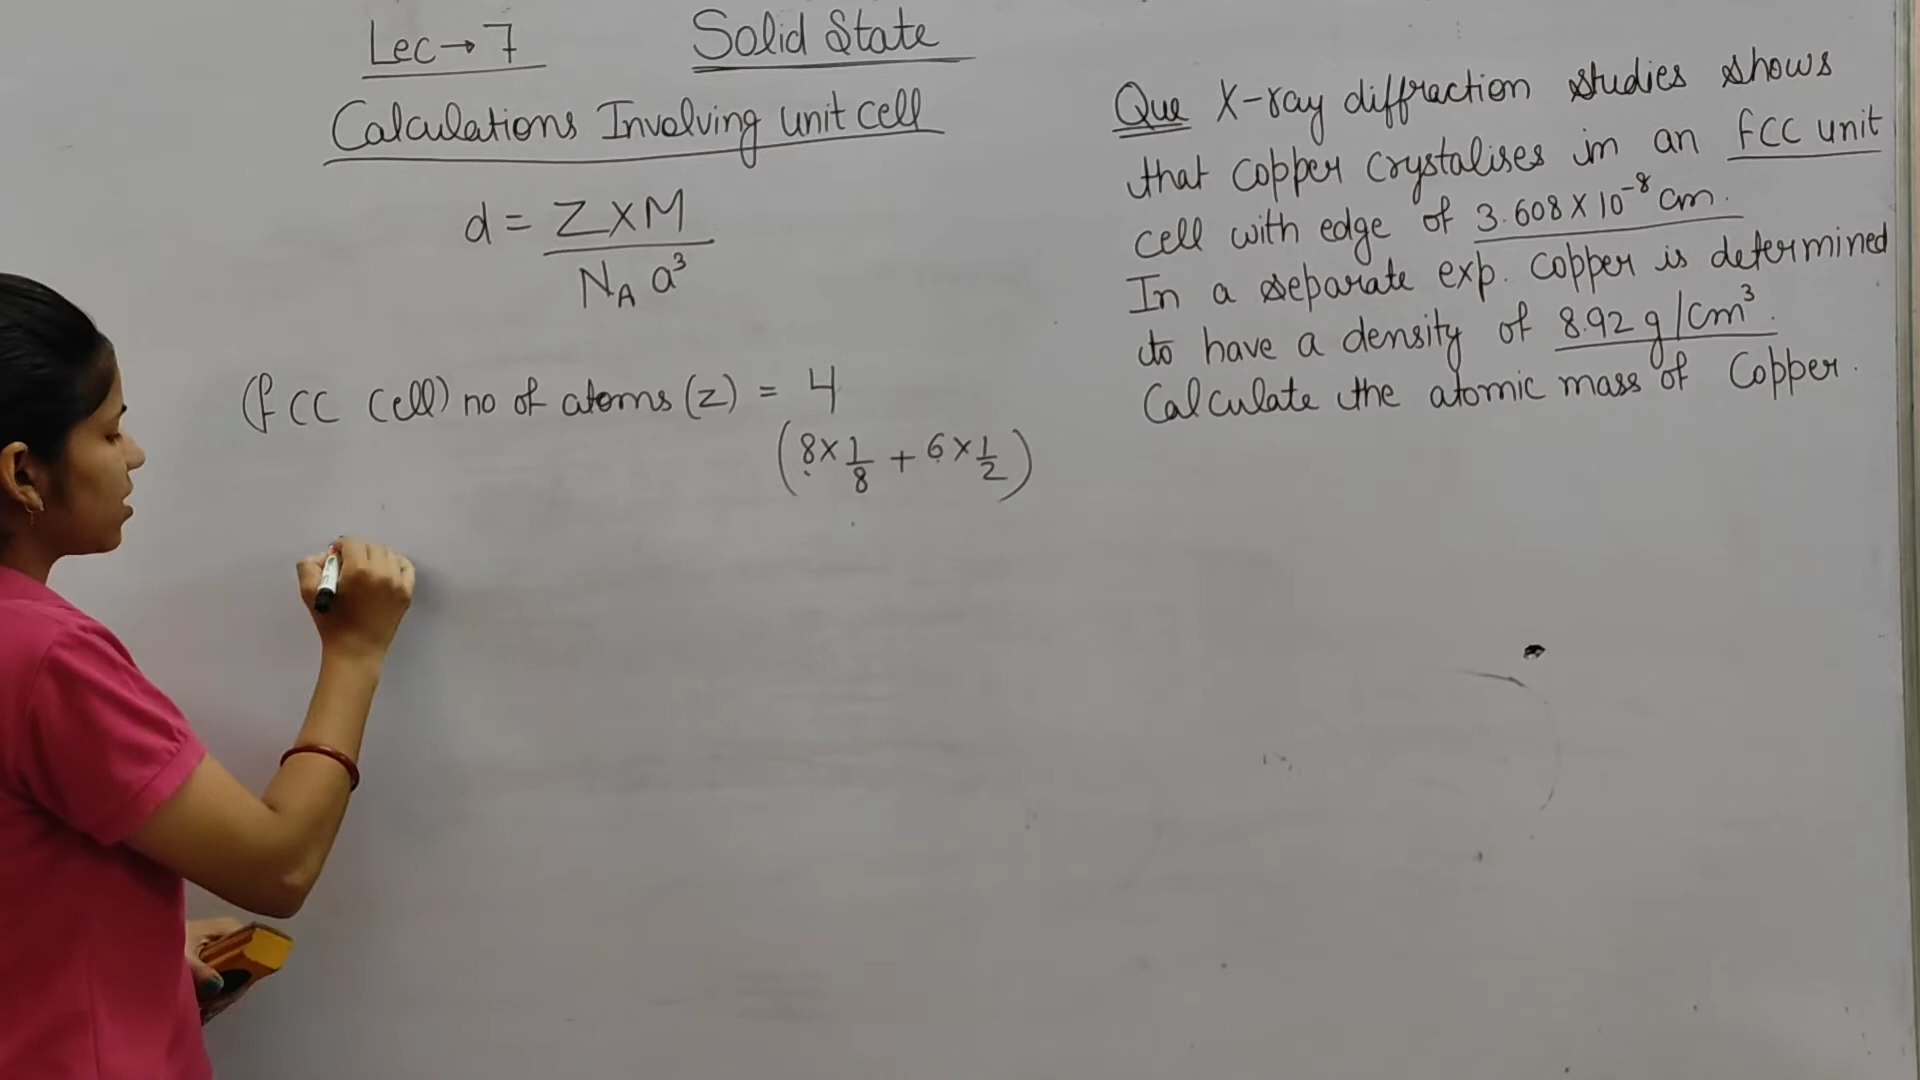 Lec → 7 Solid State
Calculations Involving unit cell
d = Z X M
N_A a³
(f CC Cell) no of atoms (z) = 4
(8 × 1/8 + 6 × 1/2)
Que X-ray diffraction studies shows
that copper crystalises in an fCC unit
cell with edge of 3.608 X 10⁻⁸ cm.
In a separate exp. copper is determined
to have a density of 8.92 g/cm³.
Calculate the atomic mass of Copper.